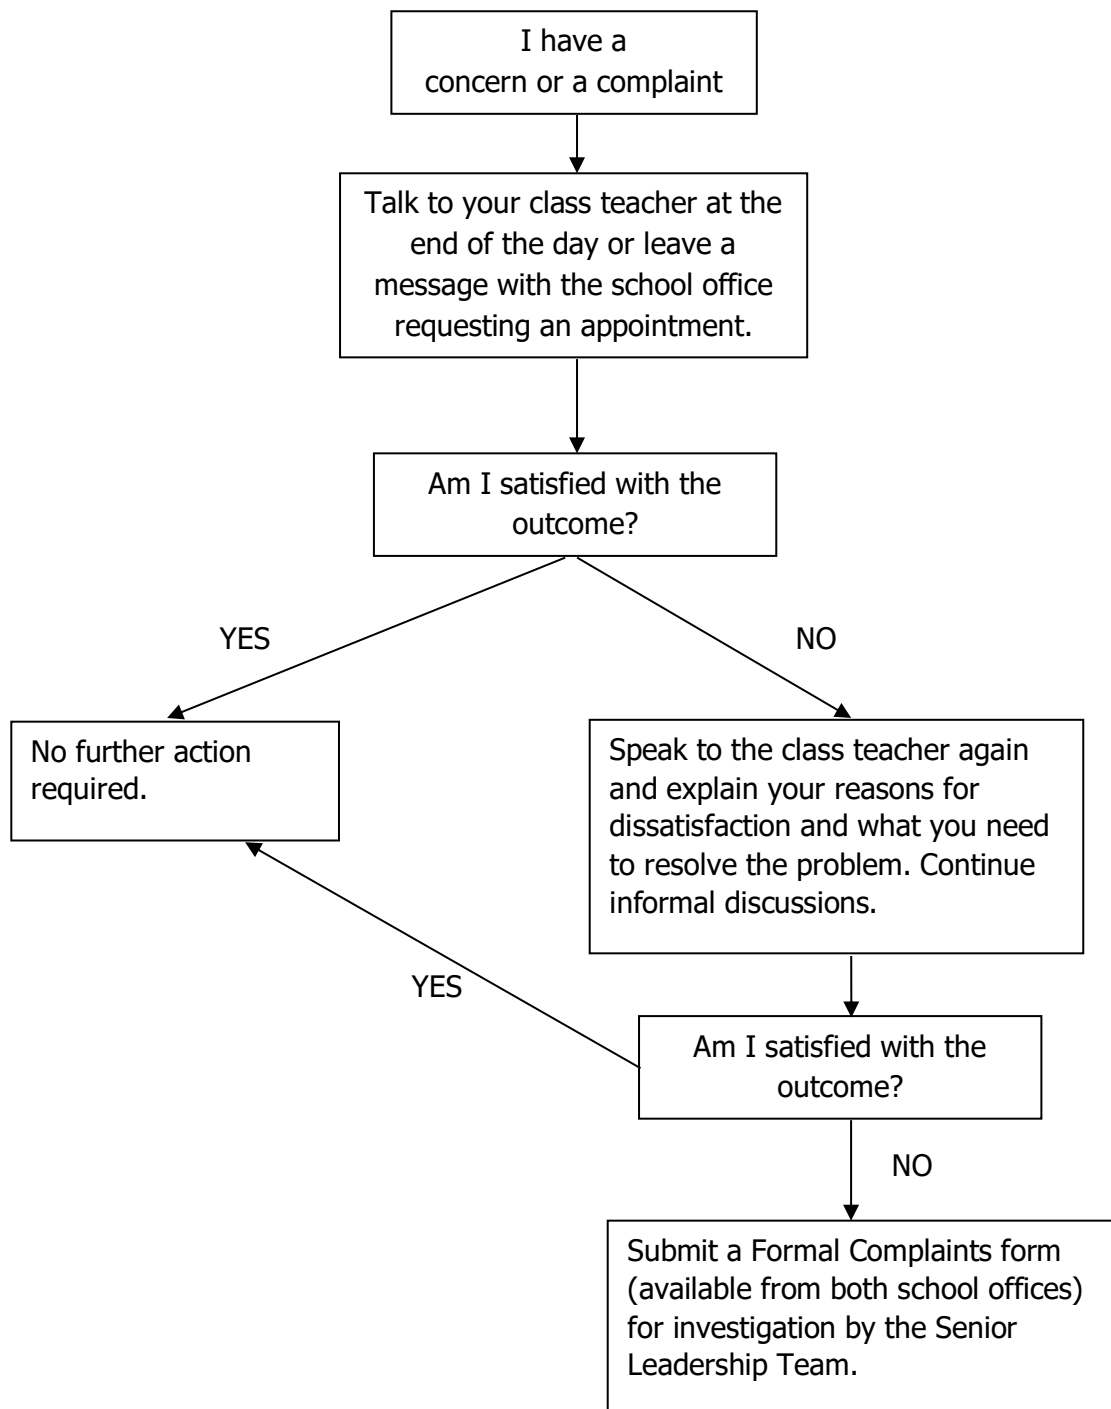 I have a
concern or a complaint
Talk to your class teacher at the
end of the day or leave a
message with the school office
requesting an appointment.
Am I satisfied with the
outcome?
YES
NO
No further action
required.
Speak to the class teacher again
and explain your reasons for
dissatisfaction and what you need
to resolve the problem. Continue
informal discussions.
YES
Am I satisfied with the
outcome?
NO
Submit a Formal Complaints form
(available from both school offices)
for investigation by the Senior
Leadership Team.